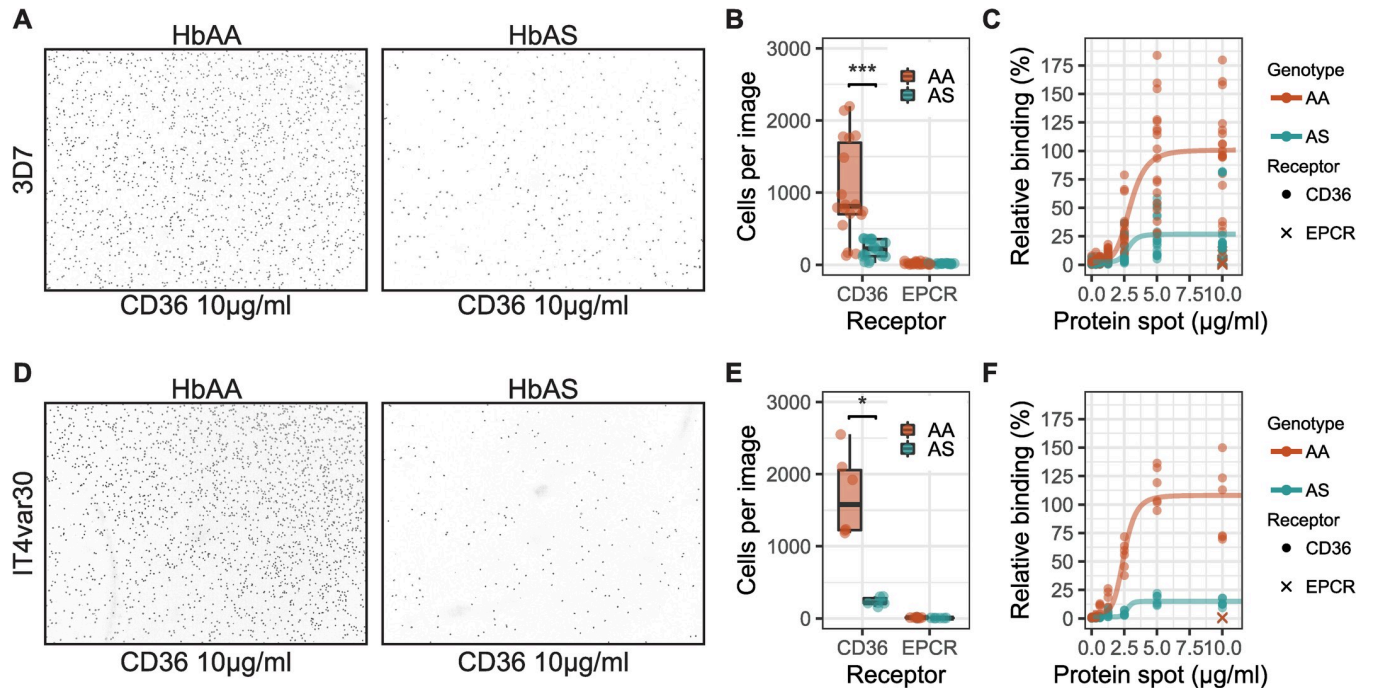 A
HbAA
HbAS
3D7
CD36 10µg/ml
CD36 10µg/ml
B
3000
2000
1000
0
Cells per image
***
AA
AS
CD36
EPCR
Receptor
C
175
150
125
100
75
50
25
0
Relative binding (%)
0.0 2.5 5.0 7.5 10.0
Protein spot (µg/ml)
Genotype
AA
AS
Receptor
CD36
EPCR
D
HbAA
HbAS
IT4var30
CD36 10µg/ml
CD36 10µg/ml
E
3000
2000
1000
0
Cells per image
*
AA
AS
CD36
EPCR
Receptor
F
175
150
125
100
75
50
25
0
Relative binding (%)
0.0 2.5 5.0 7.5 10.0
Protein spot (µg/ml)
Genotype
AA
AS
Receptor
CD36
EPCR